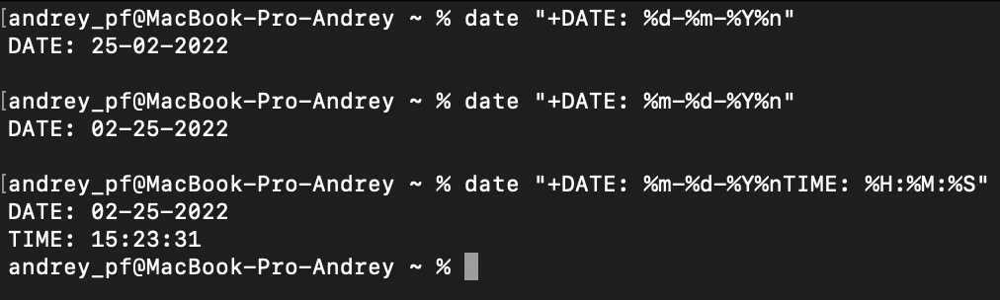 [andrey_pf@MacBook-Pro-Andrey ~ % date "+DATE: %d-%m-%Y%n"
DATE: 25-02-2022
[andrey_pf@MacBook-Pro-Andrey ~ % date "+DATE: %m-%d-%Y%n"
DATE: 02-25-2022
[andrey_pf@MacBook-Pro-Andrey ~ % date "+DATE: %m-%d-%Y%nTIME: %H:%M:%S"
DATE: 02-25-2022
TIME: 15:23:31
andrey_pf@MacBook-Pro-Andrey ~ %